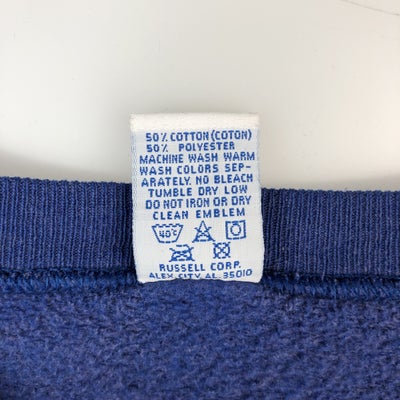 50% COTTON (COTON)
50% POLYESTER
MACHINE WASH WARM
WASH COLORS SEP-
ARATELY. NO BLEACH
TUMBLE DRY LOW
DO NOT IRON OR DRY
CLEAN EMBLEM
40°C
RUSSELL CORP.
ALEX CITY, AL 35010